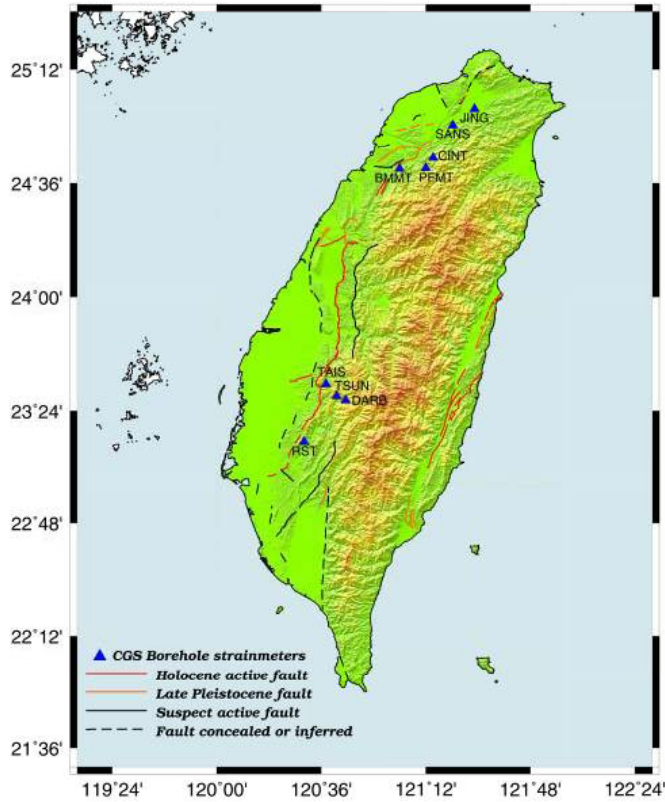 25°12'
JING
SANS
CINT
BMMT PFMT
24°36'
24°00'
TAIS
TSUN
DARB
23°24'
RST
22°48'
22°12'
CGS Borehole strainmeters
Holocene active fault
Late Pleistocene fault
Suspect active fault
Fault concealed or inferred
21°36'
119°24' 120°00' 120°36' 121°12' 121°48' 122°24'